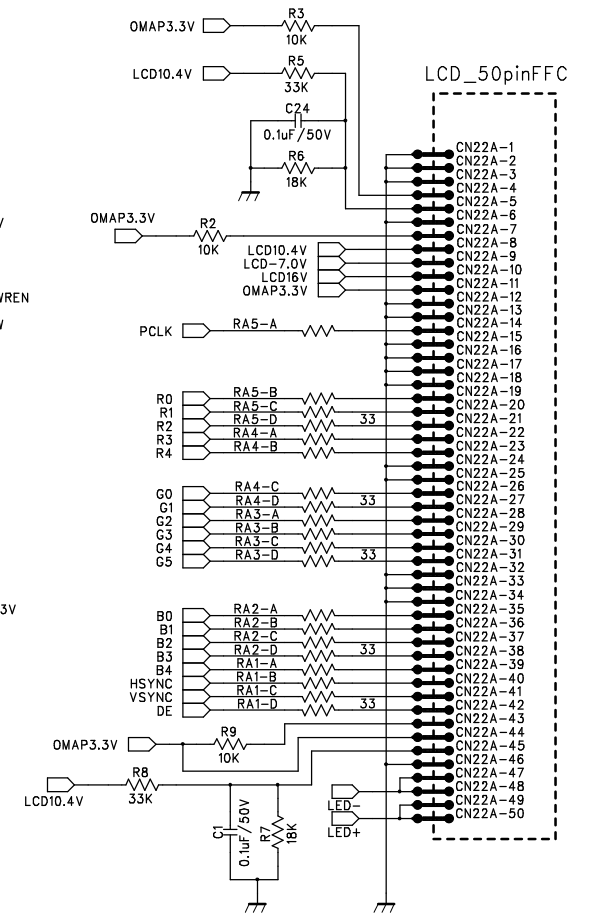 R3
OMAP3.3V
10K
LCD_50pinFFC
R5
LCD10.4V
33K
C24
0.1uF/50V
R6
18K
CN22A-1
CN22A-2
CN22A-3
CN22A-4
CN22A-5
CN22A-6
CN22A-7
CN22A-8
CN22A-9
CN22A-10
CN22A-11
CN22A-12
CN22A-13
CN22A-14
CN22A-15
CN22A-16
CN22A-17
CN22A-18
CN22A-19
CN22A-20
CN22A-21
CN22A-22
CN22A-23
CN22A-24
CN22A-25
CN22A-26
CN22A-27
CN22A-28
CN22A-29
CN22A-30
CN22A-31
CN22A-32
CN22A-33
CN22A-34
CN22A-35
CN22A-36
CN22A-37
CN22A-38
CN22A-39
CN22A-40
CN22A-41
CN22A-42
CN22A-43
CN22A-44
CN22A-45
CN22A-46
CN22A-47
CN22A-48
CN22A-49
CN22A-50
OMAP3.3V
R2
10K
LCD10.4V
LCD-7.0V
LCD16V
OMAP3.3V
V
WREN
V
PCLK RA5-A
R0 RA5-B
R1 RA5-C
R2 RA5-D 33
R3 RA4-A
R4 RA4-B
G0 RA4-C
G1 RA4-D 33
G2 RA3-A
G3 RA3-B
G4 RA3-C
G5 RA3-D 33
3V
B0 RA2-A
B1 RA2-B
B2 RA2-C
B3 RA2-D 33
B4 RA1-A
HSYNC RA1-B
VSYNC RA1-C
DE RA1-D 33
R9
OMAP3.3V
10K
R8
LCD10.4V
33K
C1
0.1uF/50V
R7
18K
LED-
LED+